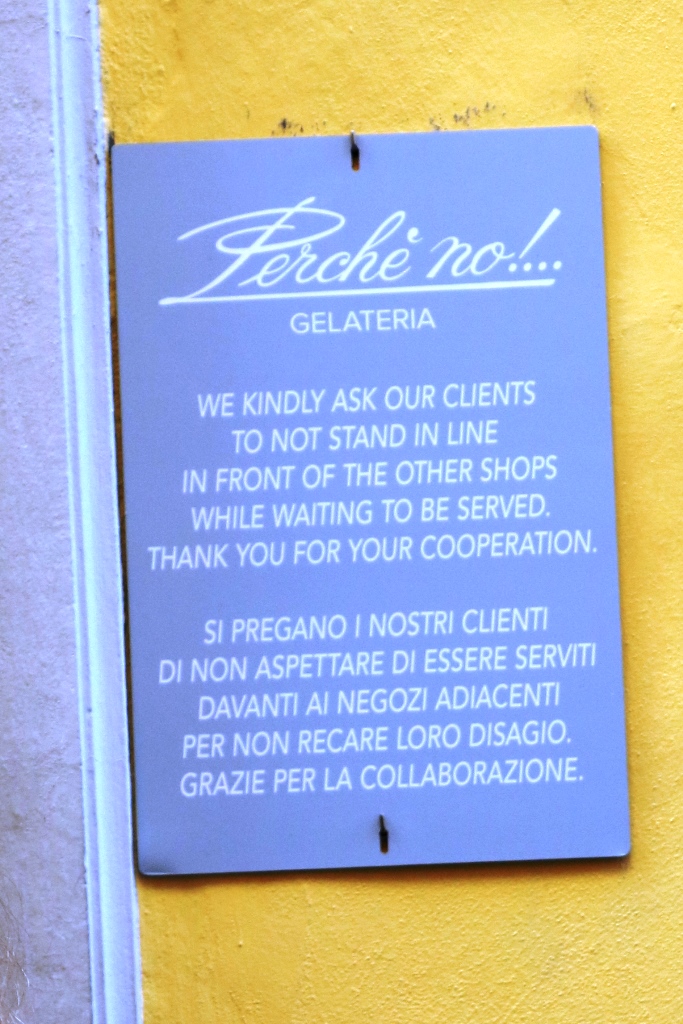 Perchè no!...
GELATERIA
WE KINDLY ASK OUR CLIENTS
TO NOT STAND IN LINE
IN FRONT OF THE OTHER SHOPS
WHILE WAITING TO BE SERVED.
THANK YOU FOR YOUR COOPERATION.
SI PREGANO I NOSTRI CLIENTI
DI NON ASPETTARE DI ESSERE SERVITI
DAVANTI AI NEGOZI ADIACENTI
PER NON RECARE LORO DISAGIO.
GRAZIE PER LA COLLABORAZIONE.